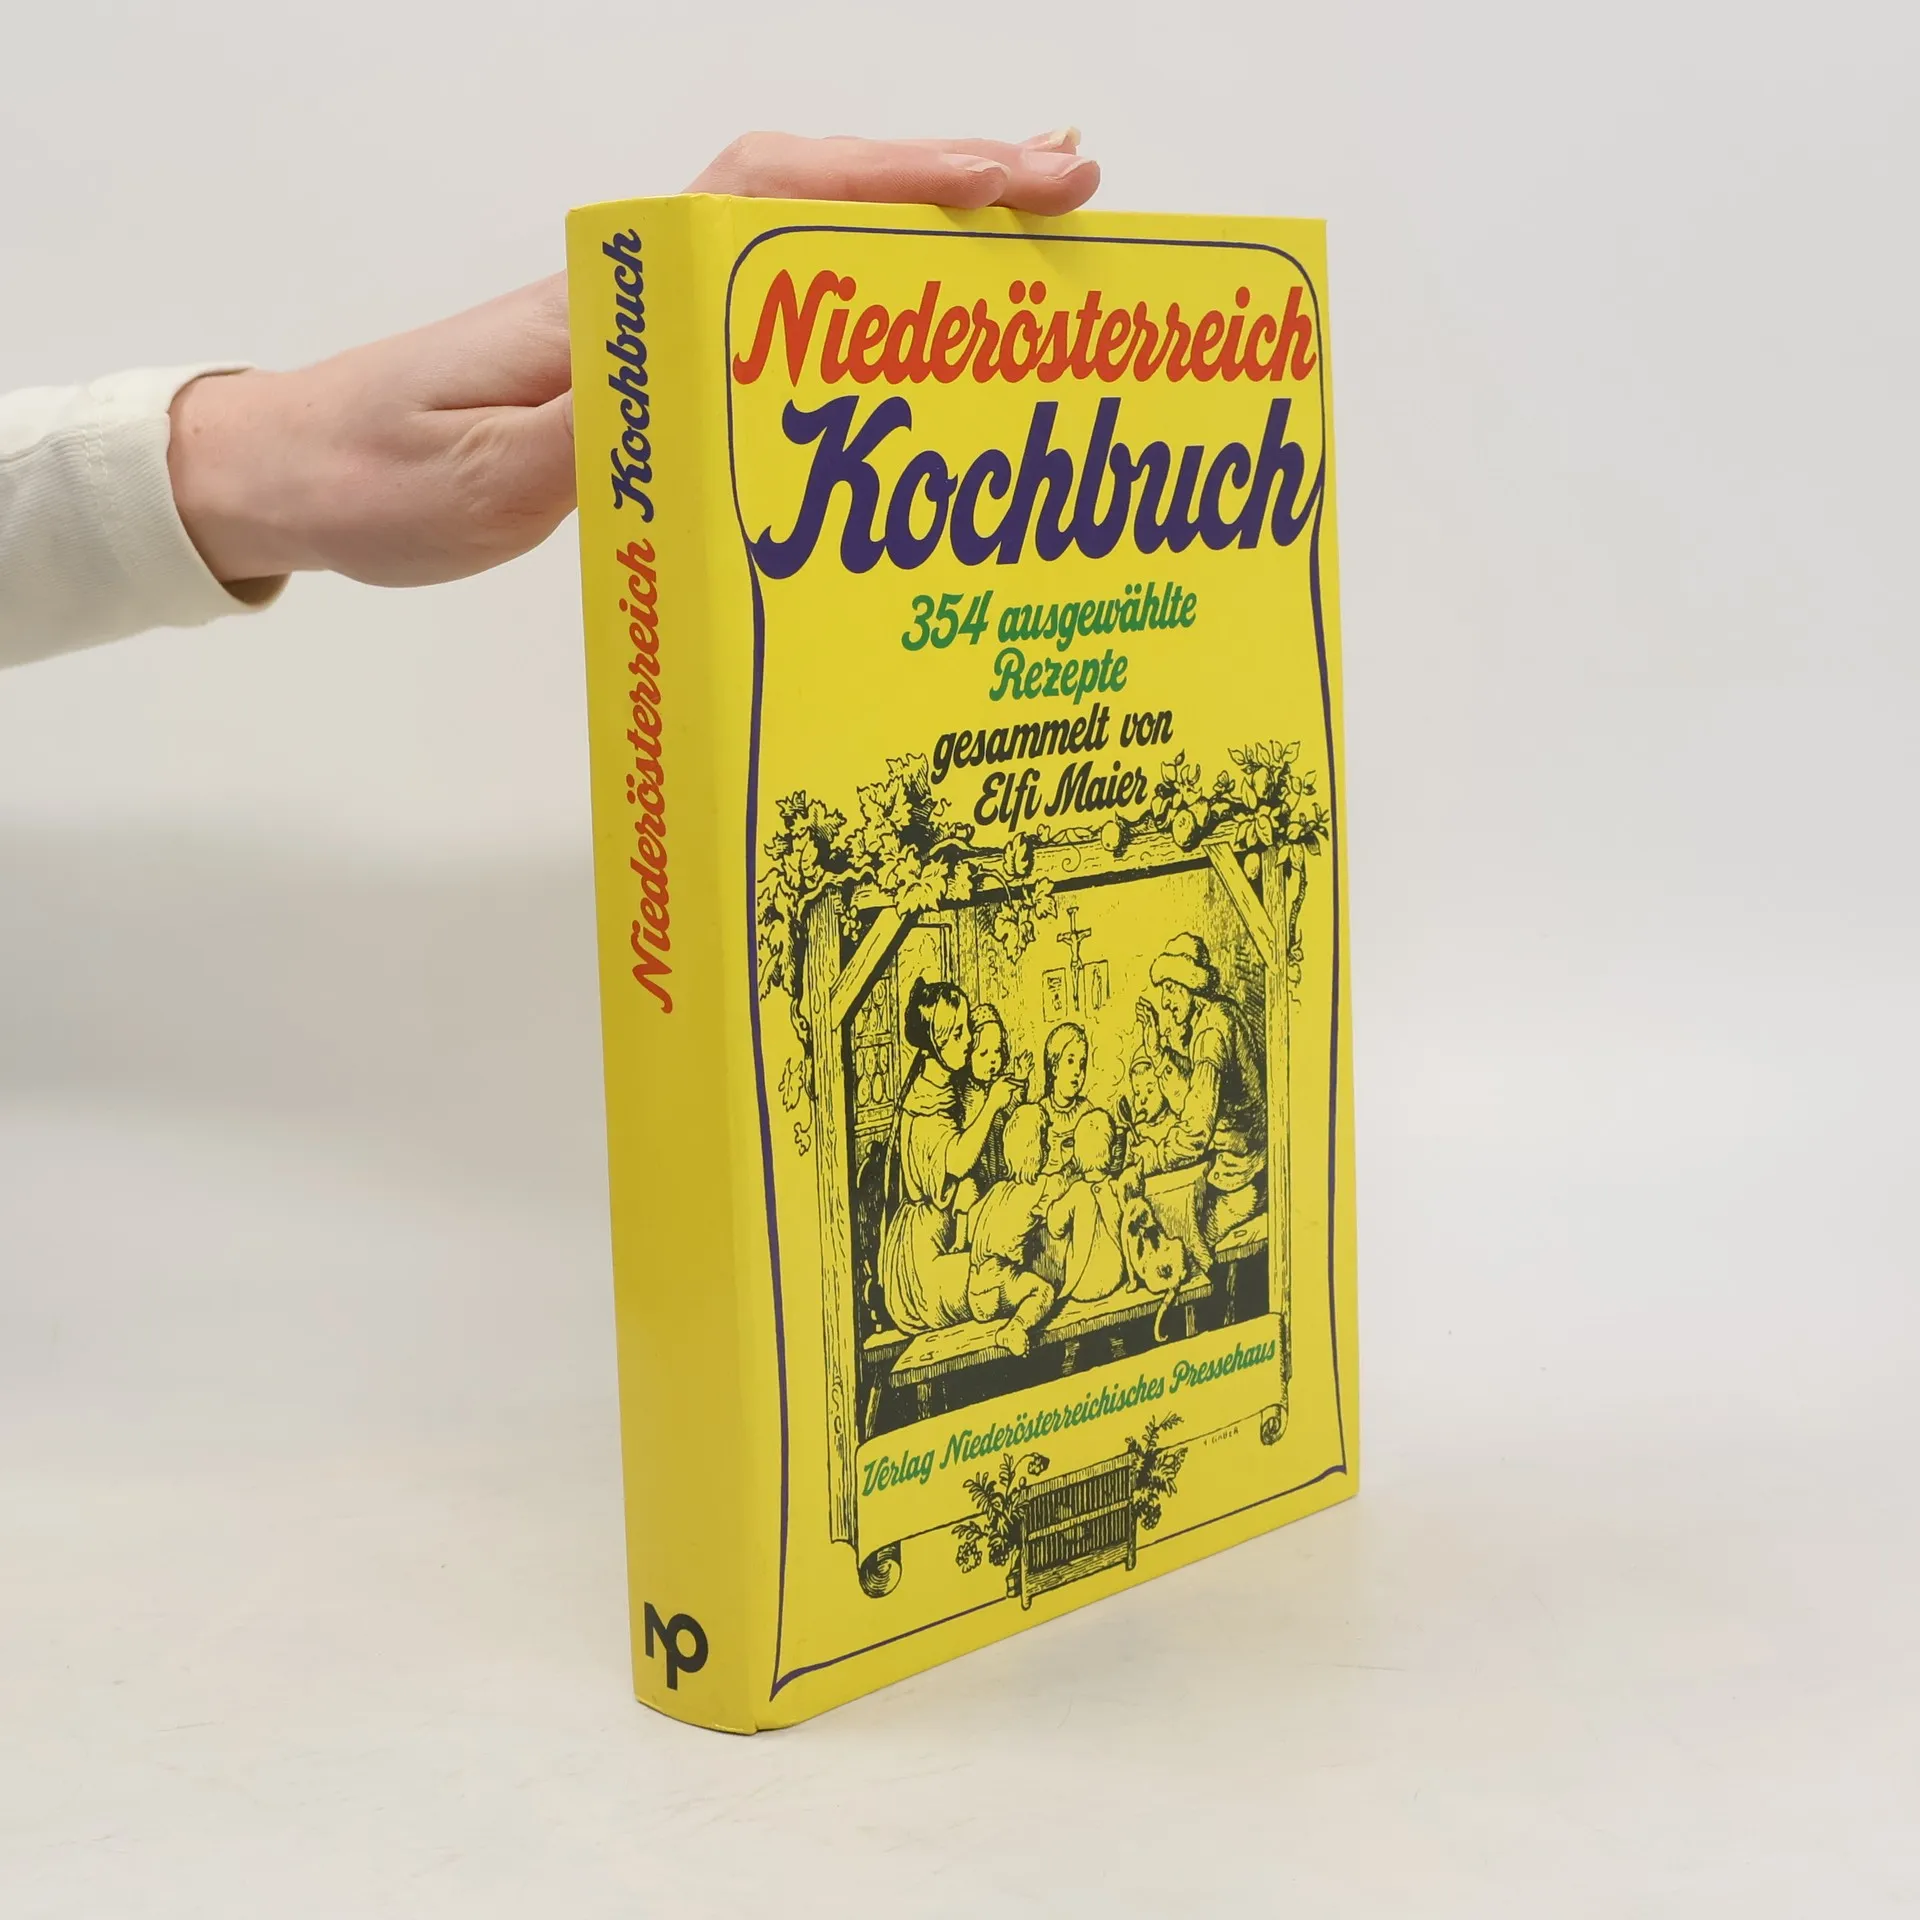 Niederösterreich Kochbuch
NP
Niederösterreich
Kochbuch
354 ausgewählte
Rezepte
gesammelt von
Elfi Maier
Verlag Niederösterreichisches Pressehaus